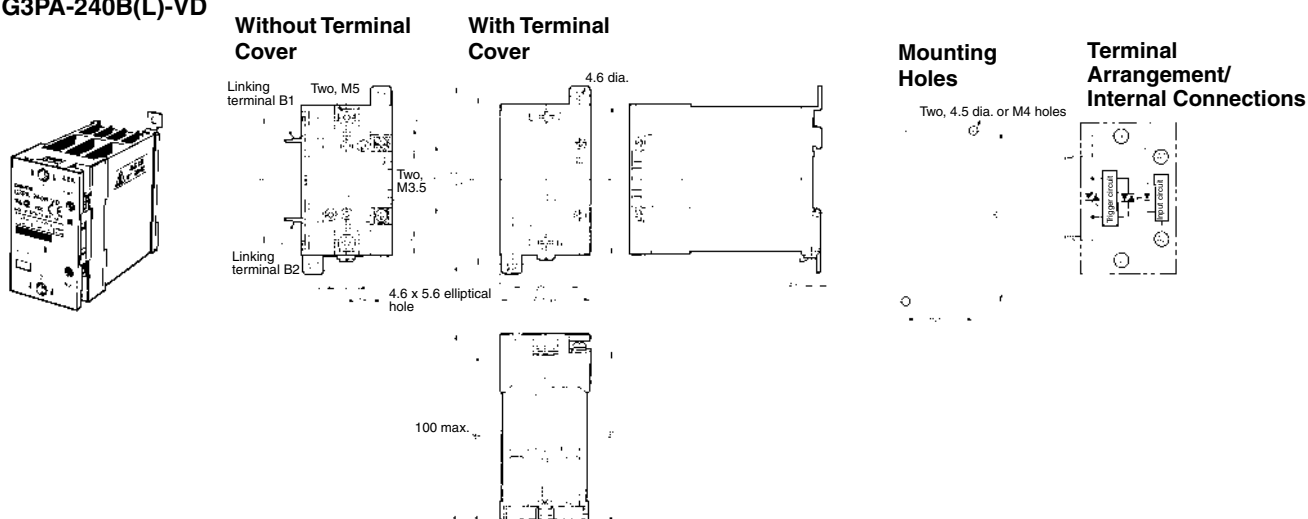 G3PA-240B(L)-VD
Without Terminal
Cover
With Terminal
Cover
Mounting
Holes
Terminal
Arrangement/
Internal Connections
Linking
terminal B1
Two, M5
4.6 dia.
Two, 4.5 dia. or M4 holes
Two,
M3.5
Trigger circuit
Input circuit
Linking
terminal B2
4.6 x 5.6 elliptical
hole
100 max.